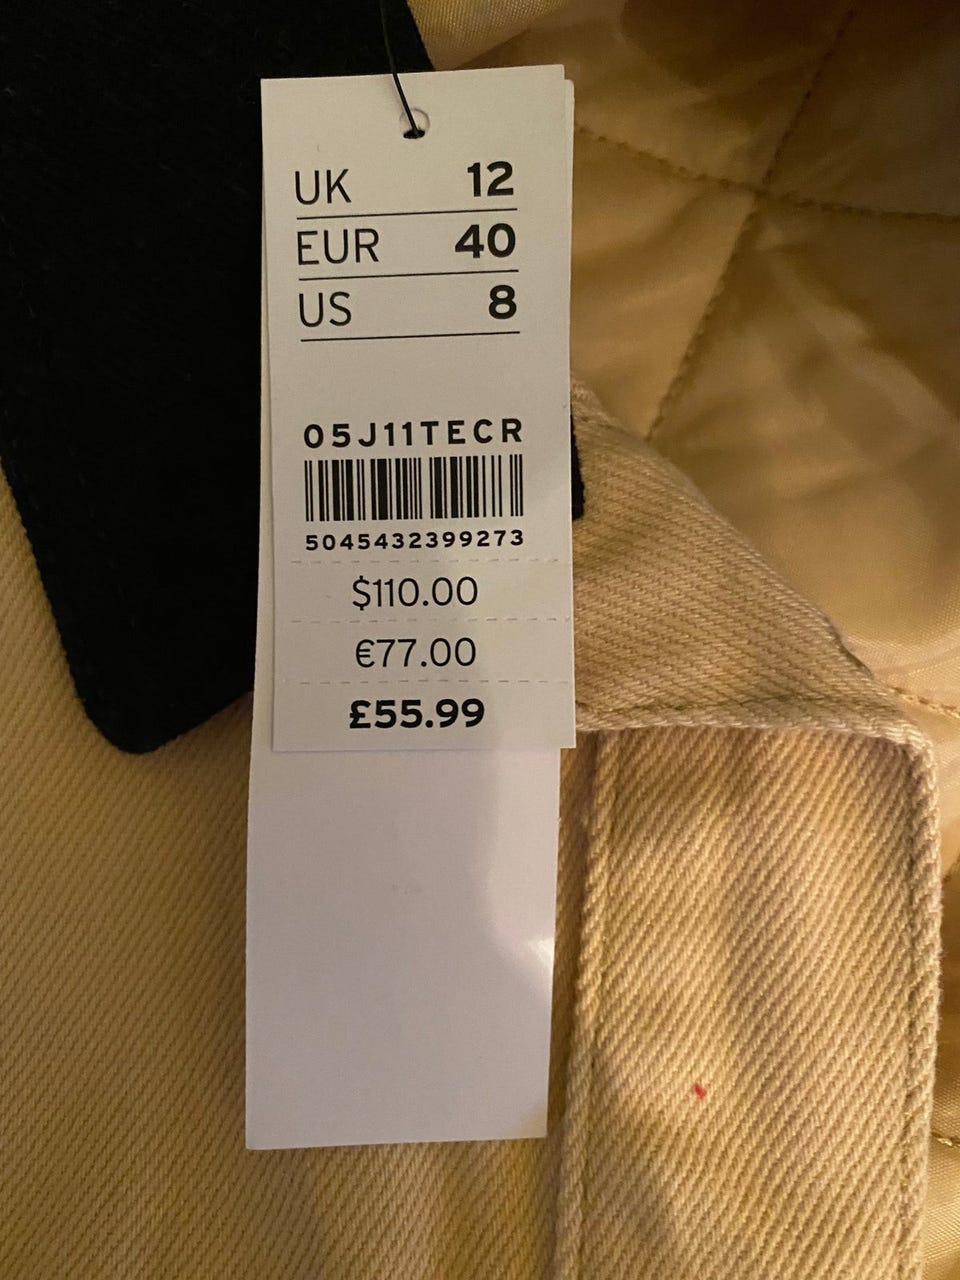 UK 12
EUR 40
US 8
05J11TECR
5045432399273
$110.00
€77.00
£55.99